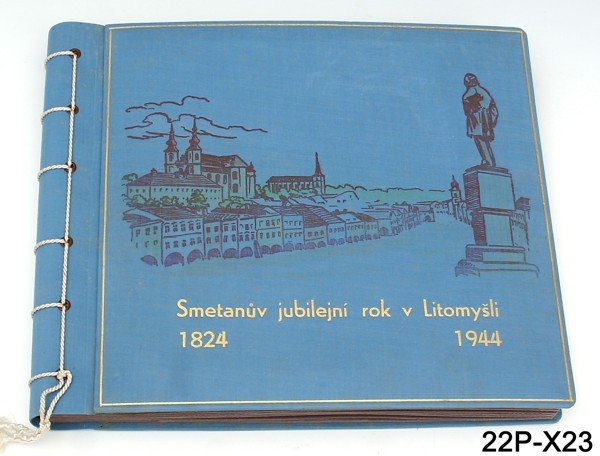 Smetanův jubilejní rok v Litomyšli
1824 1944
22P-X23